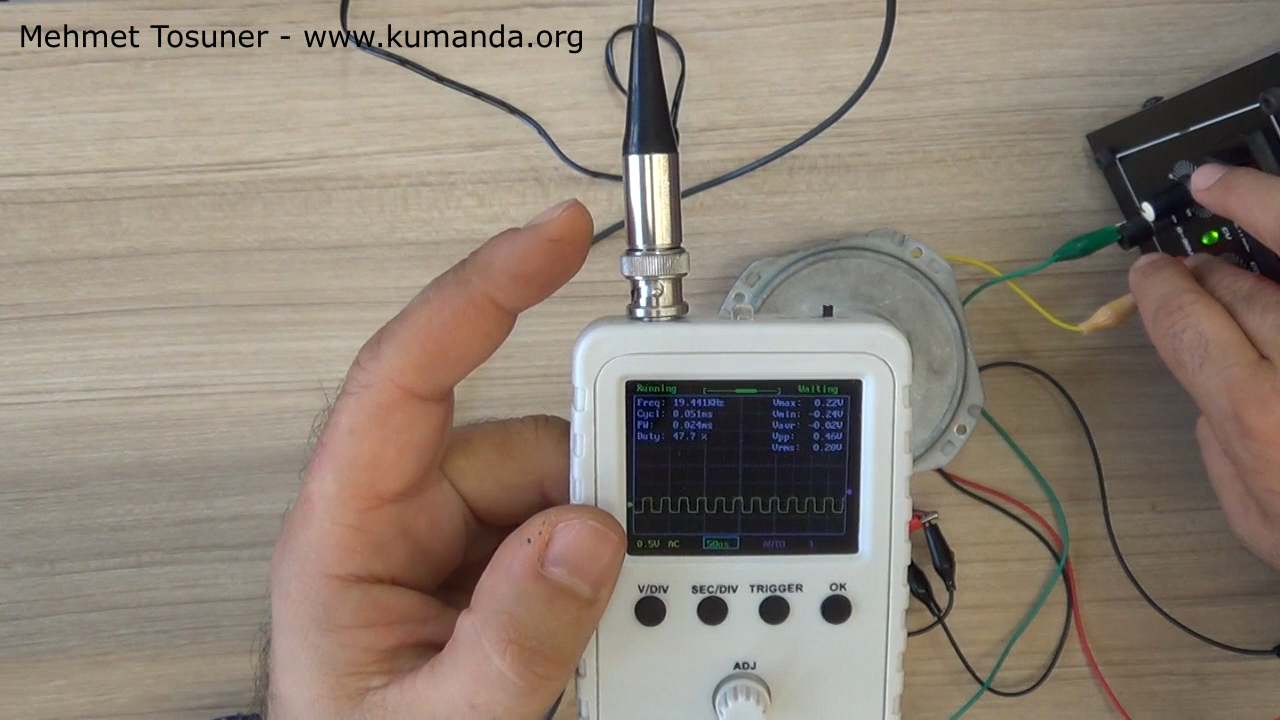 Mehmet Tosuner - www.kumanda.org
Running Waiting
Freq: 19.441KHz Vmax: 0.22V
Cycl: 0.051ms Vmin: -0.24V
PW: 0.024ms Vavr: -0.02V
Duty: 47.7 % Vpp: 0.46V
Vrms: 0.20V
0.5V AC 50us AUTO
V/DIV SEC/DIV TRIGGER OK
ADJ